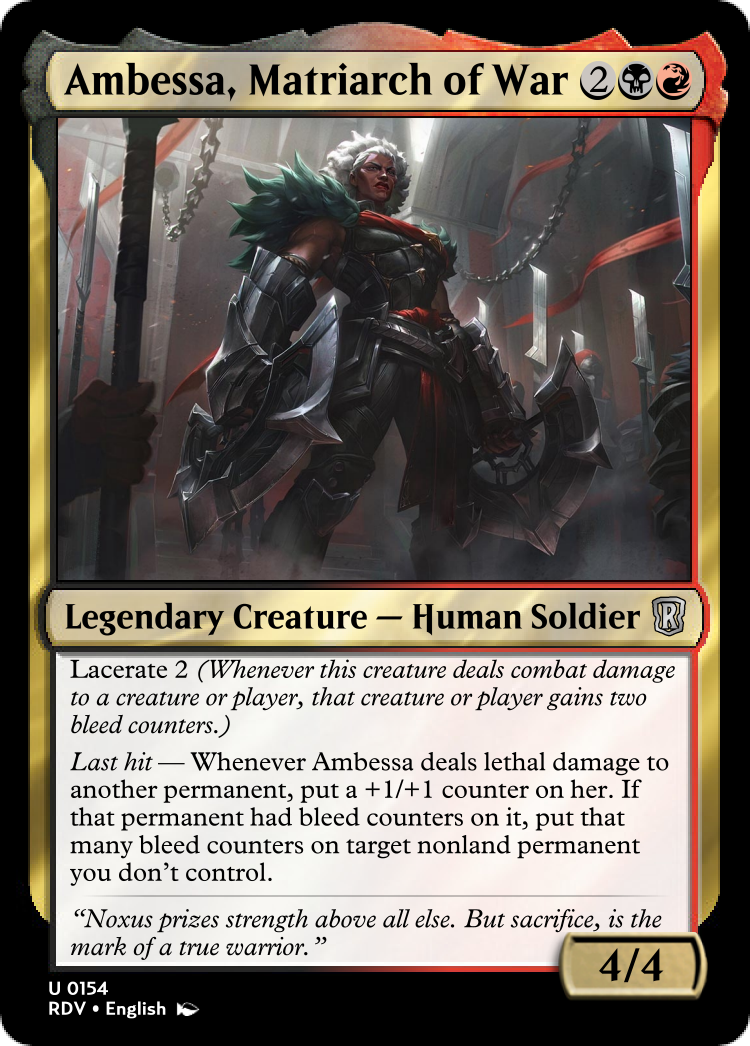 Ambessa, Matriarch of War 2
Legendary Creature — Human Soldier R
Lacerate 2 (Whenever this creature deals combat damage
to a creature or player, that creature or player gains two
bleed counters.)
Last hit — Whenever Ambessa deals lethal damage to
another permanent, put a +1/+1 counter on her. If
that permanent had bleed counters on it, put that
many bleed counters on target nonland permanent
you don’t control.
“Noxus prizes strength above all else. But sacrifice, is the
mark of a true warrior.”
4/4
U 0154
RDV • English